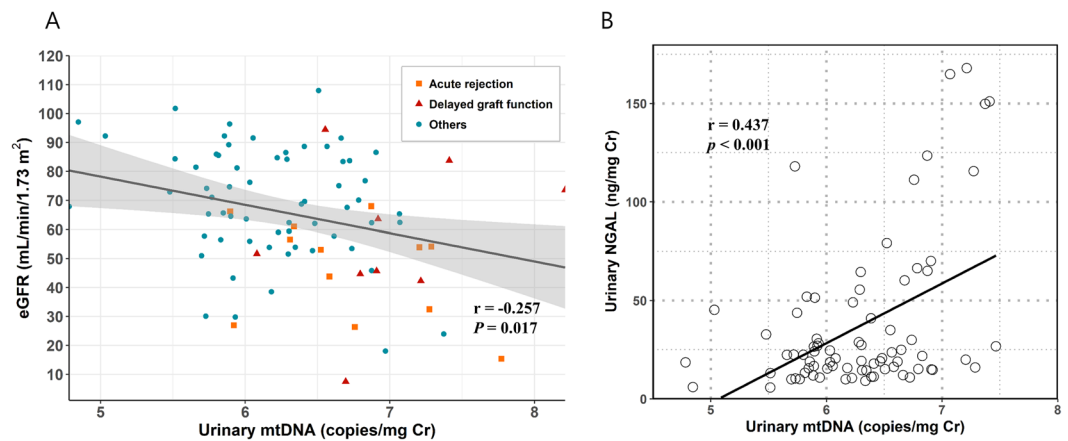 A
eGFR (mL/min/1.73 m²)
120
110
100
90
80
70
60
50
40
30
20
10
Acute rejection
Delayed graft function
Others
r = -0.257
P = 0.017
5
6
7
8
Urinary mtDNA (copies/mg Cr)
B
Urinary NGAL (ng/mg Cr)
150
100
50
0
r = 0.437
p < 0.001
5
6
7
8
Urinary mtDNA (copies/mg Cr)